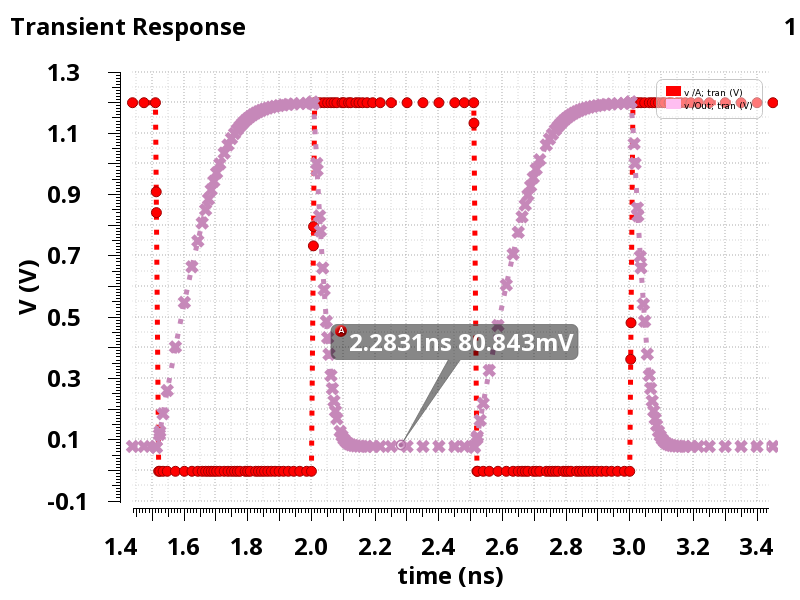 Transient Response 1
v /A; tran (V)
v /Out; tran (V)
1.3
1.1
0.9
0.7
0.5
0.3
0.1
-0.1
V (V)
A
2.2831ns 80.843mV
1.4 1.6 1.8 2.0 2.2 2.4 2.6 2.8 3.0 3.2 3.4
time (ns)